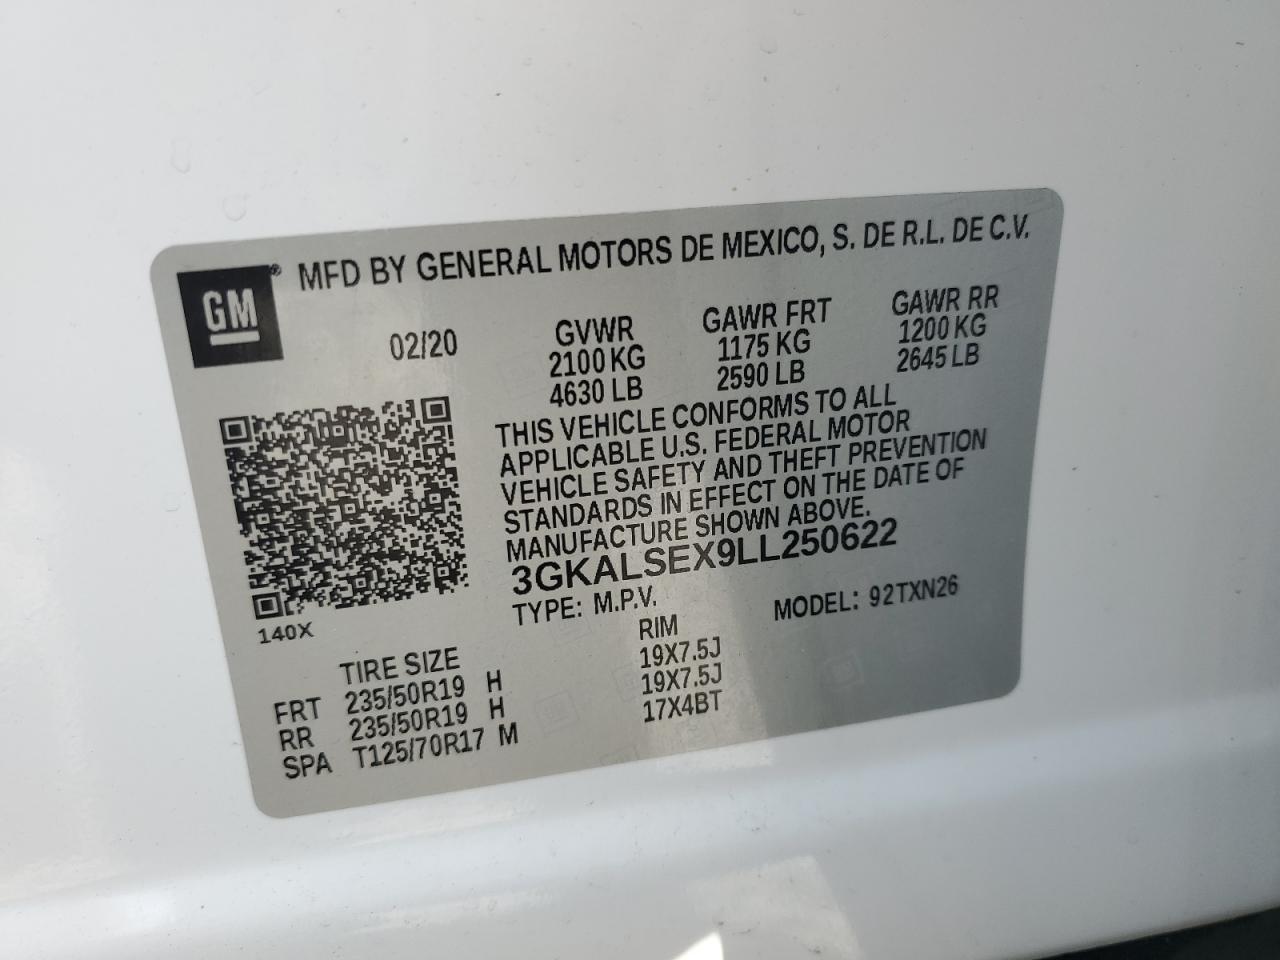 GM® MFD BY GENERAL MOTORS DE MEXICO, S. DE R.L. DE C.V.
02/20 GVWR GAWR FRT GAWR RR
2100 KG 1175 KG 1200 KG
4630 LB 2590 LB 2645 LB
THIS VEHICLE CONFORMS TO ALL
APPLICABLE U.S. FEDERAL MOTOR
VEHICLE SAFETY AND THEFT PREVENTION
STANDARDS IN EFFECT ON THE DATE OF
MANUFACTURE SHOWN ABOVE.
3GKALSEX9LL250622
TYPE: M.P.V. MODEL: 92TXN26
140X
TIRE SIZE RIM
FRT 235/50R19 H 19X7.5J
RR 235/50R19 H 19X7.5J
SPA T125/70R17 M 17X4BT